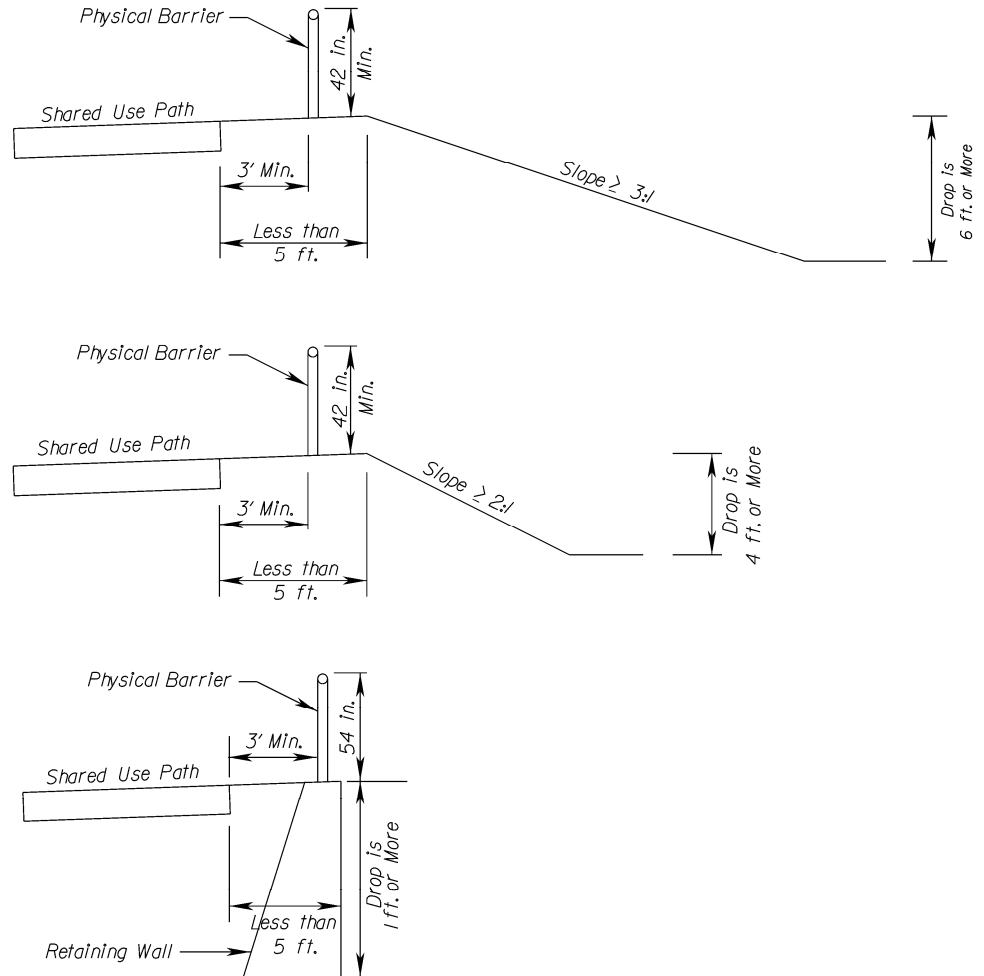 Physical Barrier
42 in.
Min.
Shared Use Path
3' Min.
Slope ≥ 3:1
Drop is
6 ft. or More
Less than
5 ft.
Physical Barrier
42 in.
Min.
Shared Use Path
3' Min.
Slope ≥ 2:1
Drop is
4 ft. or More
Less than
5 ft.
Physical Barrier
54 in.
3' Min.
Shared Use Path
Drop is
1 ft. or More
Less than
5 ft.
Retaining Wall